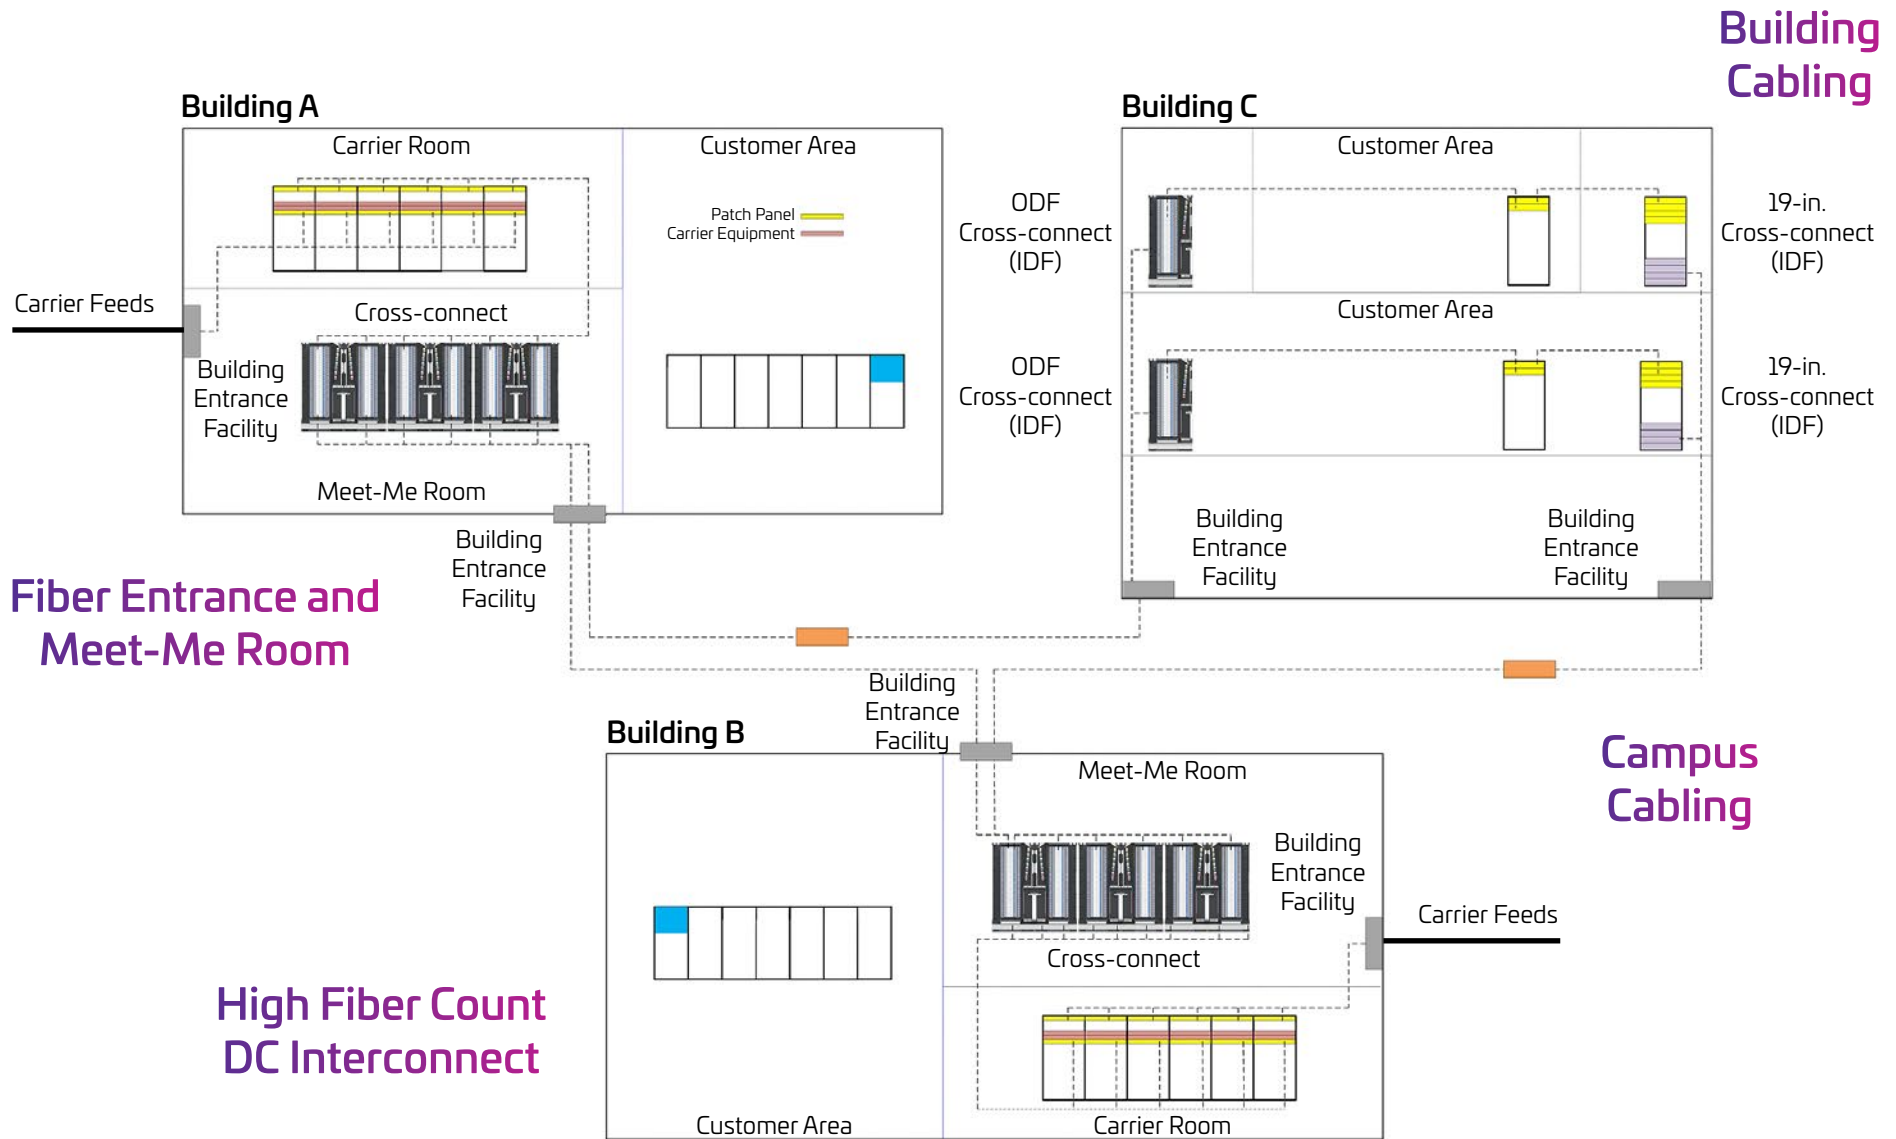 Building
Cabling
Building A
Carrier Room
Customer Area
Patch Panel
Carrier Equipment
Carrier Feeds
Cross-connect
Building
Entrance
Facility
Meet-Me Room
Building
Entrance
Facility
Building C
Customer Area
ODF
Cross-connect
(IDF)
19-in.
Cross-connect
(IDF)
Customer Area
ODF
Cross-connect
(IDF)
19-in.
Cross-connect
(IDF)
Building
Entrance
Facility
Building
Entrance
Facility
Fiber Entrance and
Meet-Me Room
Building
Entrance
Facility
Building B
Meet-Me Room
Campus
Cabling
Building
Entrance
Facility
Carrier Feeds
Cross-connect
High Fiber Count
DC Interconnect
Customer Area
Carrier Room